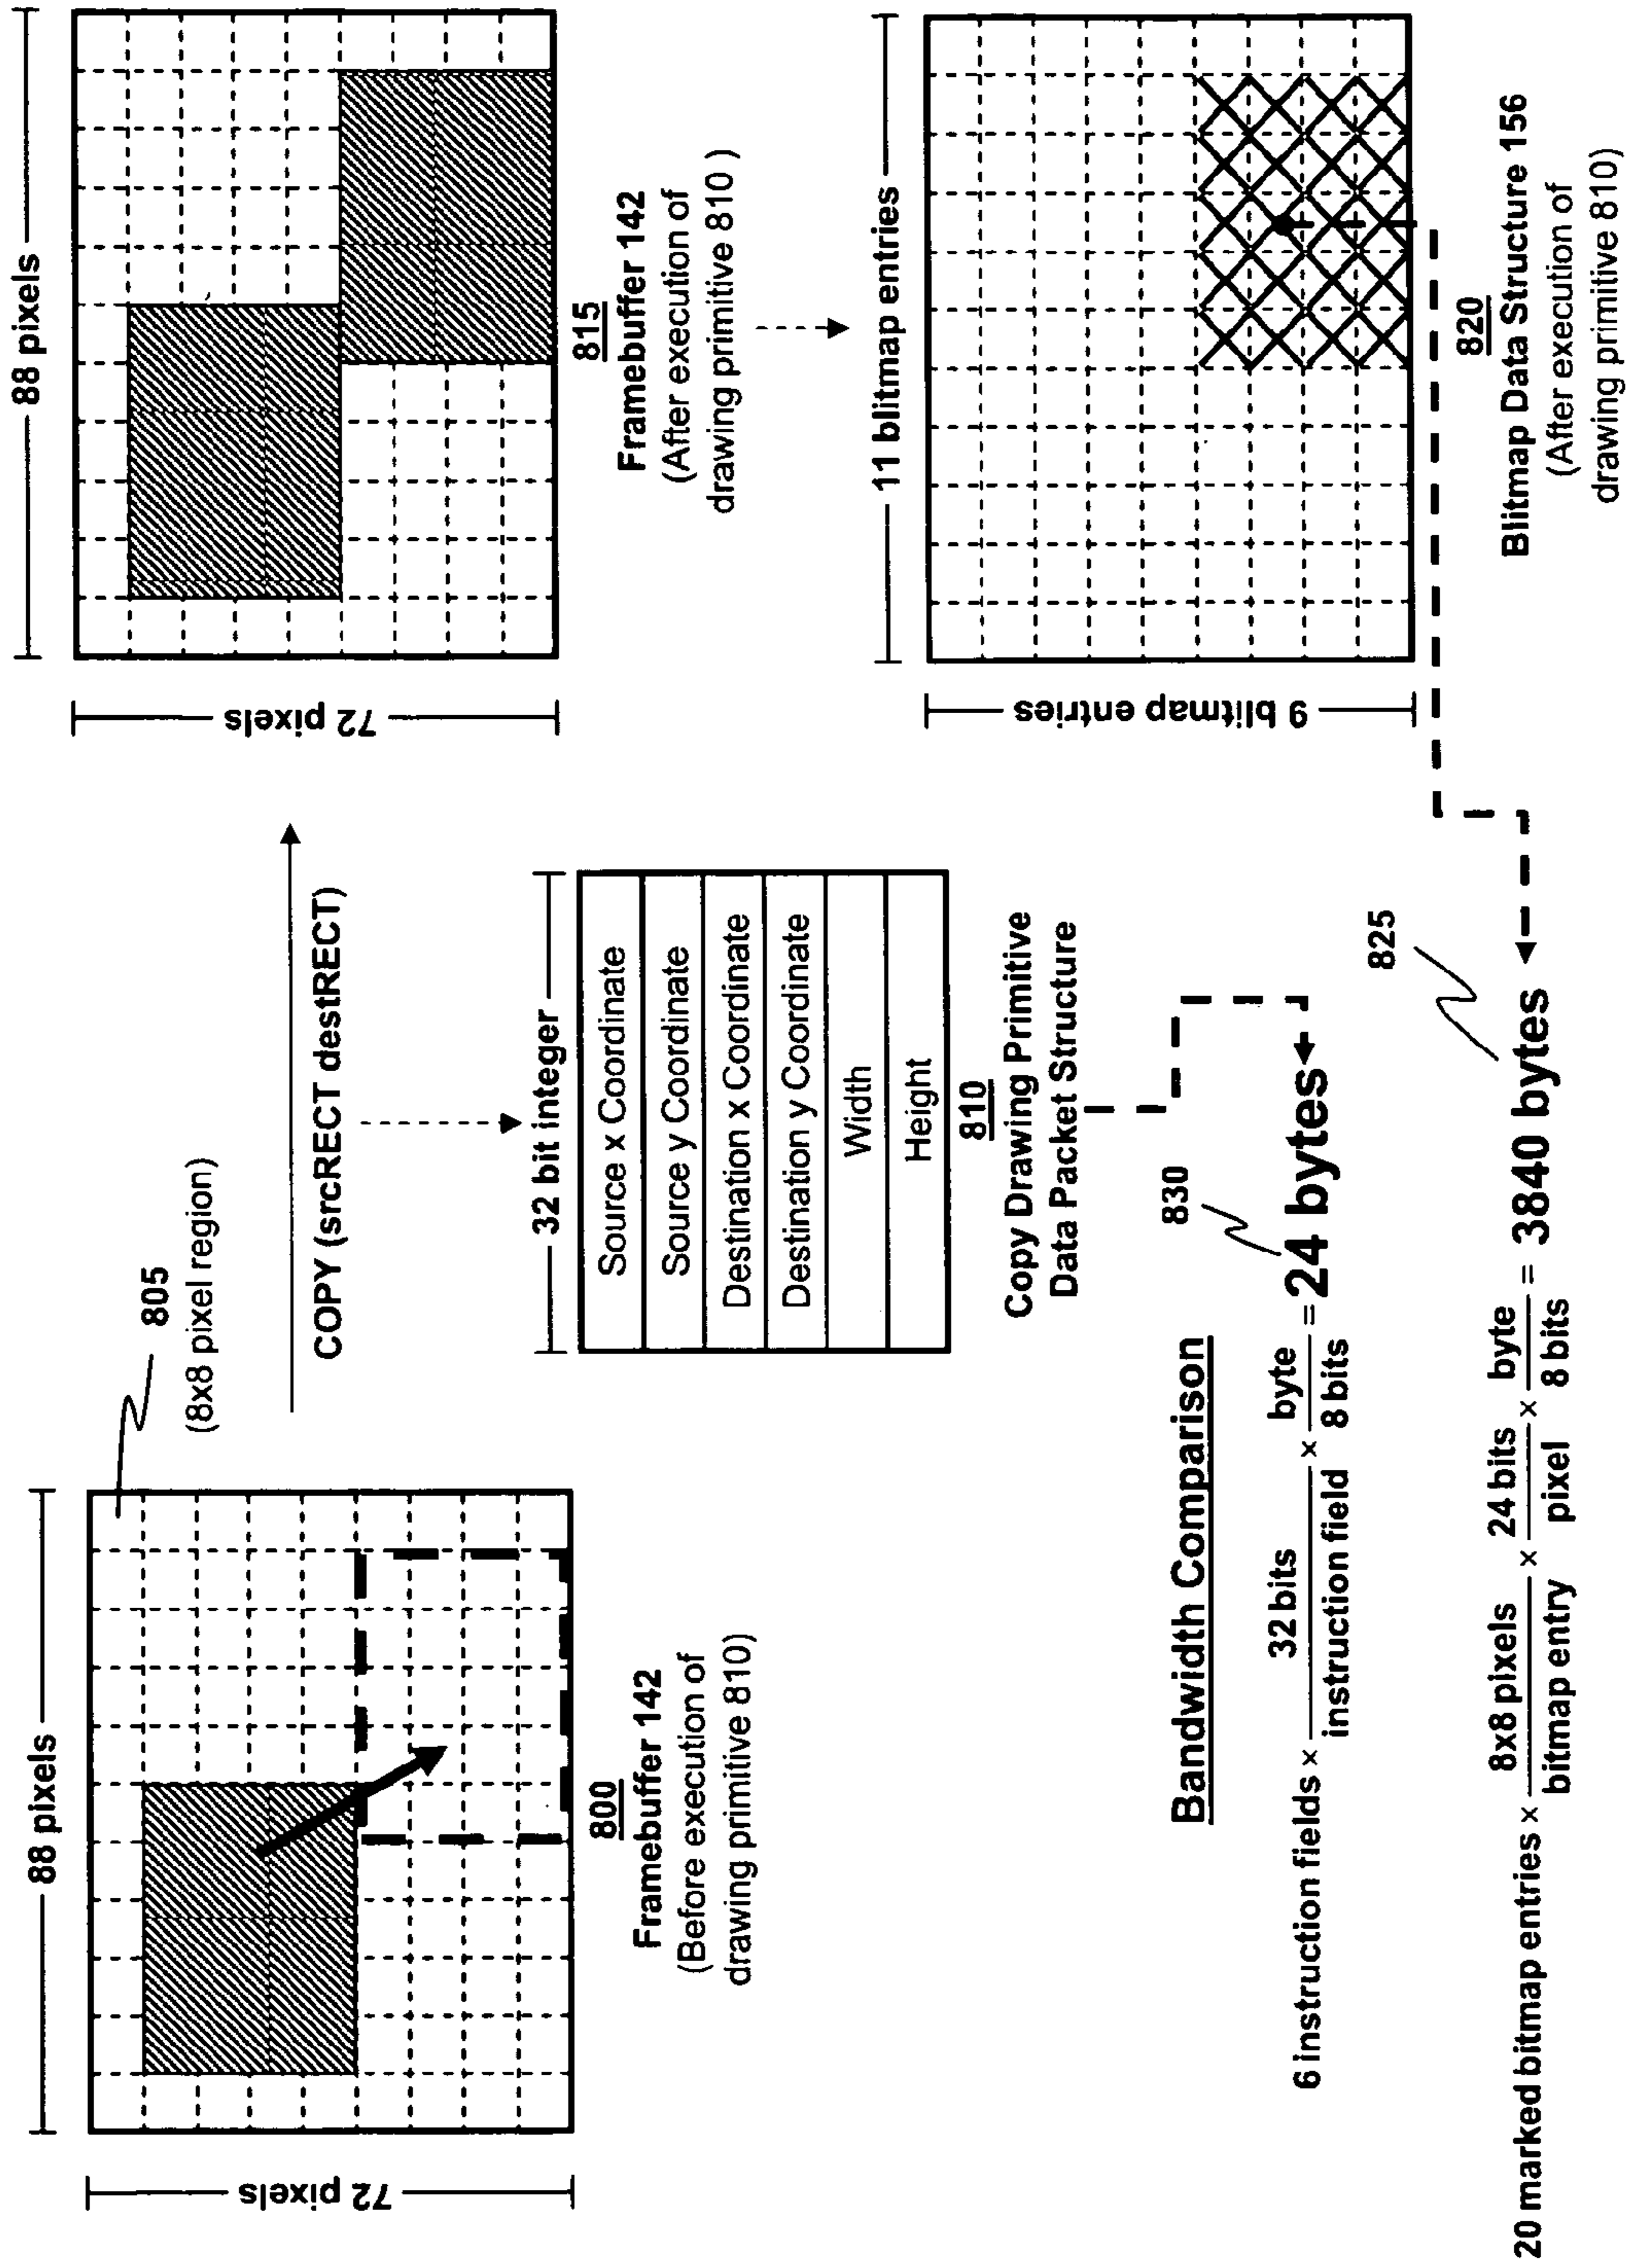 88 pixels
72 pixels
800
Framebuffer 142
(Before execution of
drawing primitive 810)
805
(8x8 pixel region)
COPY (srcRECT destRECT)
32 bit integer
Source x Coordinate
Source y Coordinate
Destination x Coordinate
Destination y Coordinate
Width
Height
810
Copy Drawing Primitive
Data Packet Structure
88 pixels
72 pixels
815
Framebuffer 142
(After execution of
drawing primitive 810 )
11 blitmap entries
9 blitmap entries
820
Blitmap Data Structure 156
(After execution of
drawing primitive 810)
Bandwidth Comparison
830
6 instruction fields × 32 bits / instruction field × byte / 8 bits = 24 bytes
825
20 marked bitmap entries × 8x8 pixels / bitmap entry × 24 bits / pixel × byte / 8 bits = 3840 bytes